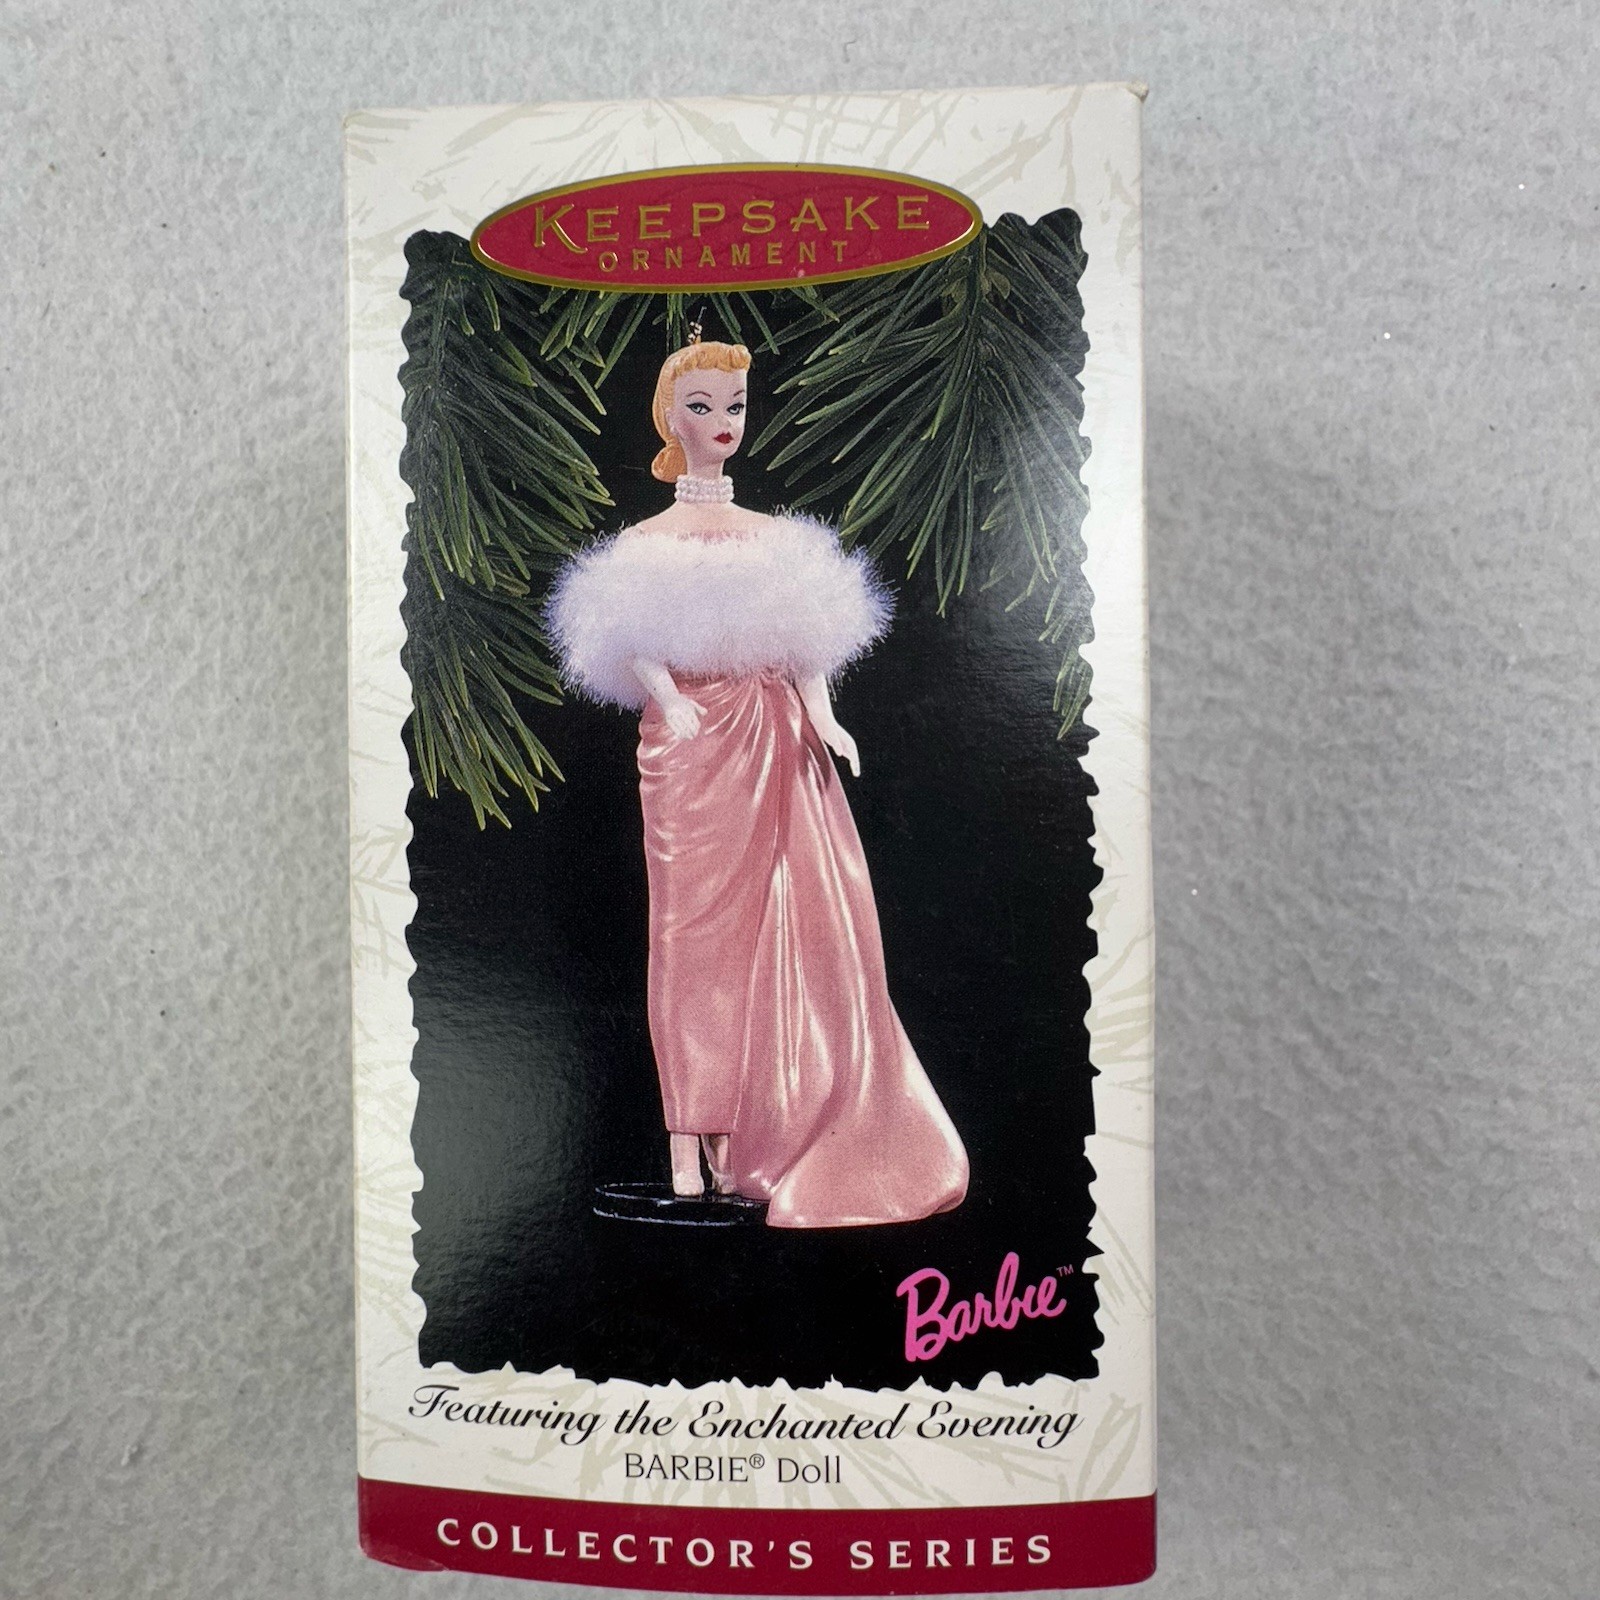 KEEPSAKE
ORNAMENT
Barbie™
Featuring the Enchanted Evening
BARBIE® Doll
COLLECTOR'S SERIES